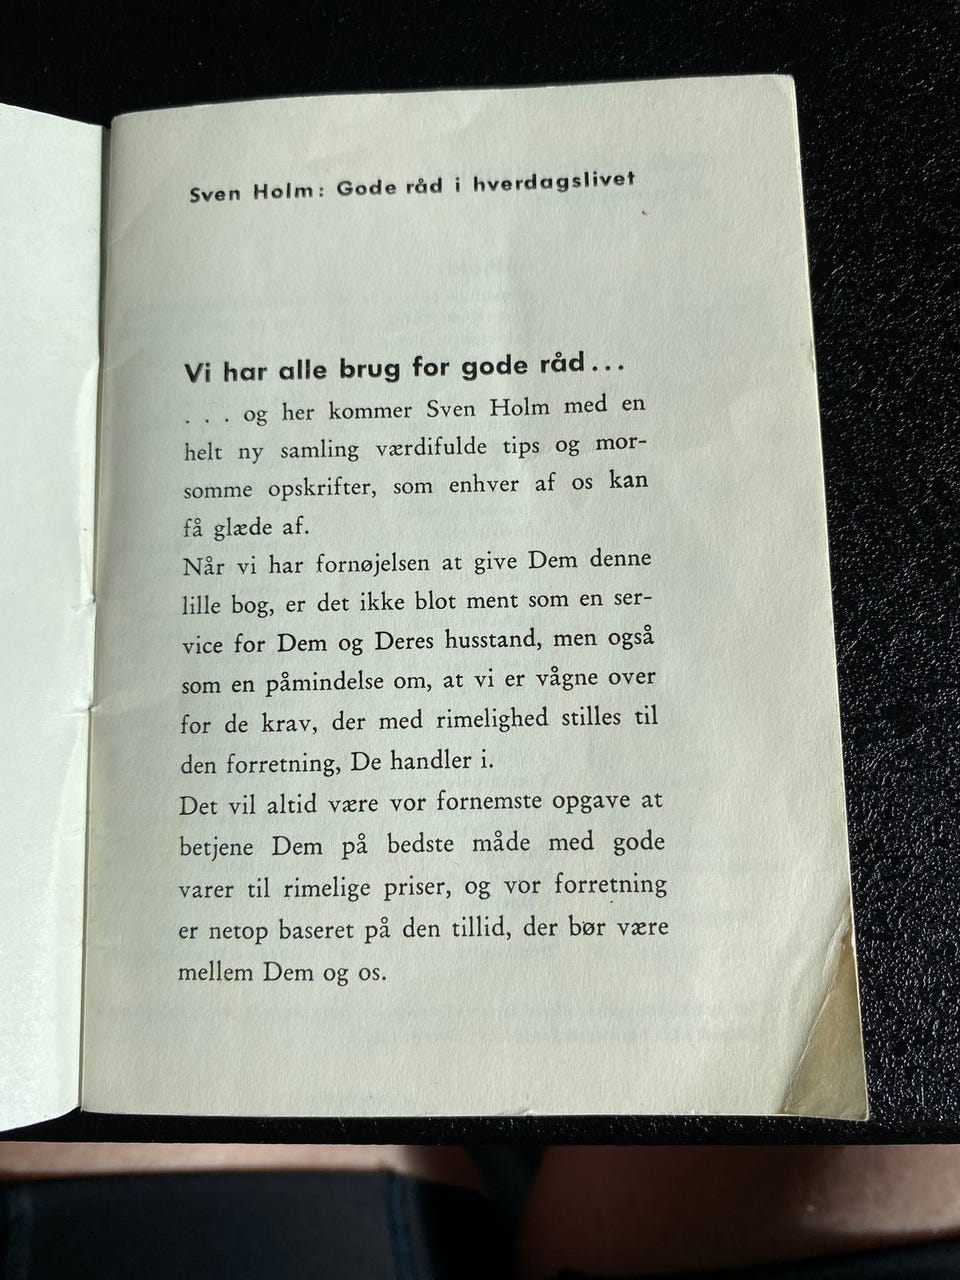 Sven Holm: Gode råd i hverdagslivet
Vi har alle brug for gode råd...
. . . og her kommer Sven Holm med en
helt ny samling værdifulde tips og mor-
somme opskrifter, som enhver af os kan
få glæde af.
Når vi har fornøjelsen at give Dem denne
lille bog, er det ikke blot ment som en ser-
vice for Dem og Deres husstand, men også
som en påmindelse om, at vi er vågne over
for de krav, der med rimelighed stilles til
den forretning, De handler i.
Det vil altid være vor fornemste opgave at
betjene Dem på bedste måde med gode
varer til rimelige priser, og vor forretning
er netop baseret på den tillid, der bør være
mellem Dem og os.